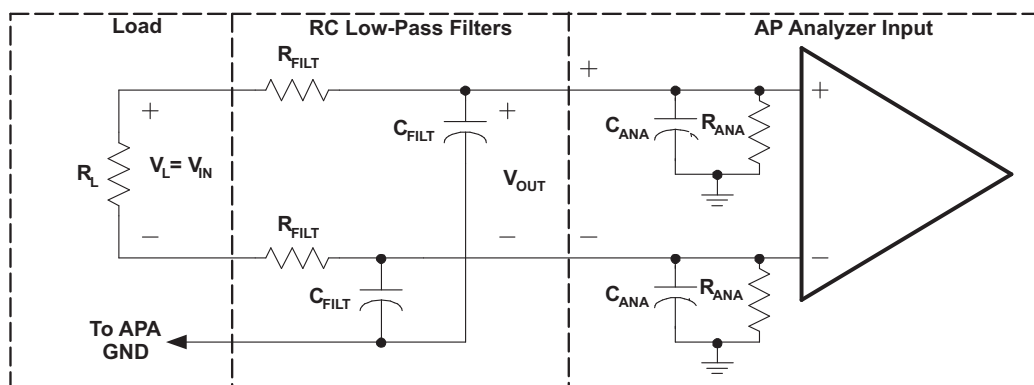 Load
RC Low-Pass Filters
AP Analyzer Input
R_FILT
+
+
+
+
C_FILT
C_ANA
R_ANA
R_L
V_L = V_IN
V_OUT
R_FILT
−
−
−
−
C_FILT
C_ANA
R_ANA
To APA
GND